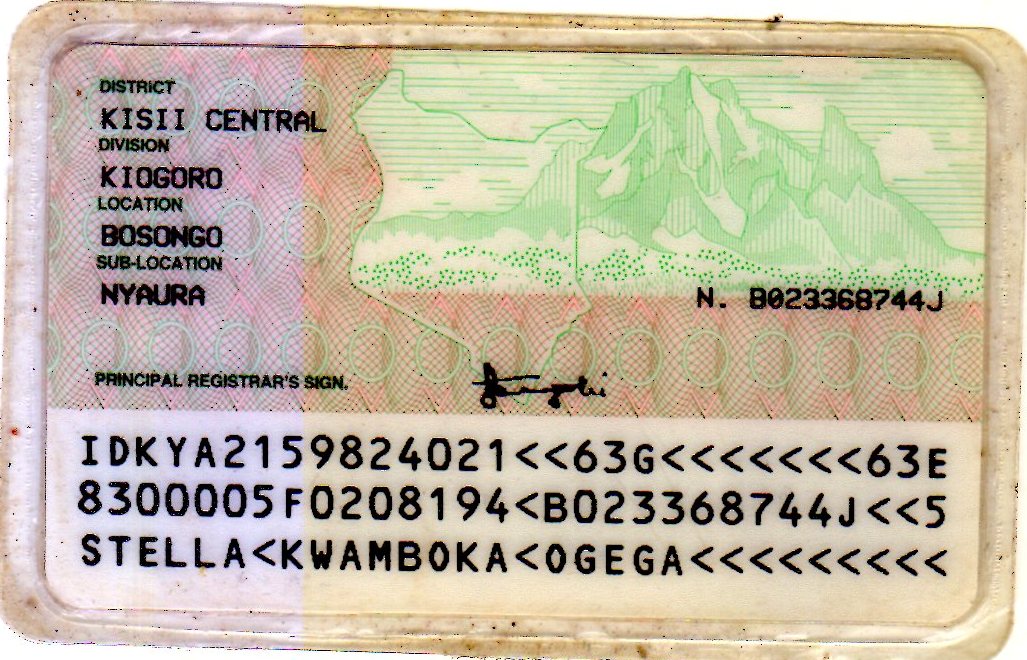 DISTRICT
KISII CENTRAL
DIVISION
KIOGORO
LOCATION
BOSONGO
SUB-LOCATION
NYAURA
N. B023368744J
PRINCIPAL REGISTRAR'S SIGN.
IDKYA2159824021<<63G<<<<<<<<63E
8300005F0208194<B023368744J<<5
STELLA<KWAMBOKA<OGEGA<<<<<<<<<